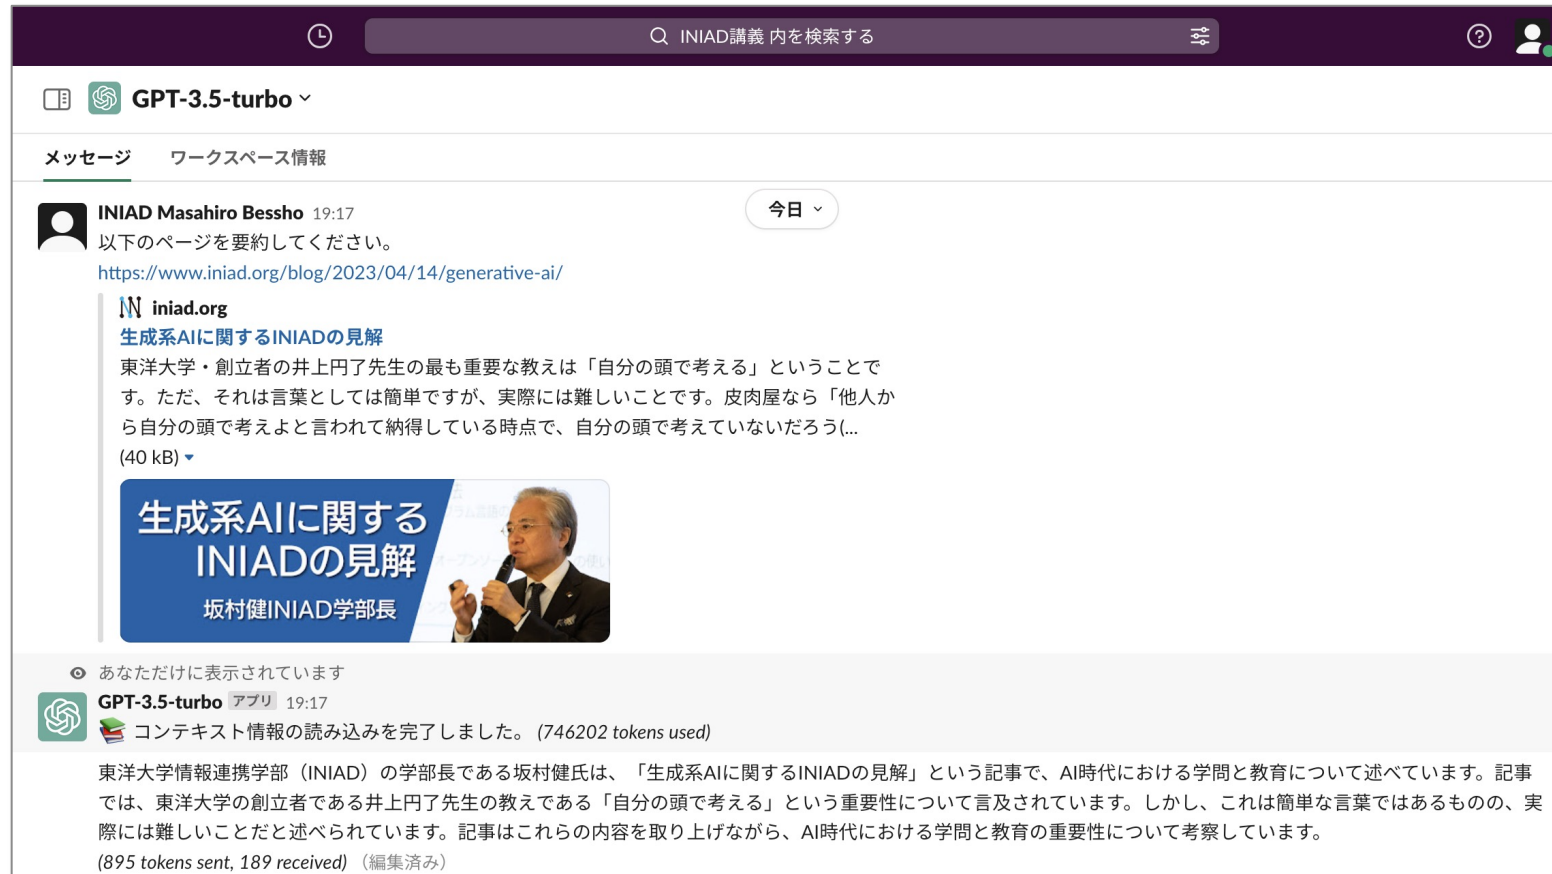 INIAD講義 内を検索する
GPT-3.5-turbo
メッセージ ワークスペース情報
今日
INIAD Masahiro Bessho 19:17
以下のページを要約してください。
https://www.iniad.org/blog/2023/04/14/generative-ai/
iniad.org
生成系AIに関するINIADの見解
東洋大学・創立者の井上円了先生の最も重要な教えは「自分の頭で考える」ということで
す。ただ、それは言葉としては簡単ですが、実際には難しいことです。皮肉屋なら「他人か
ら自分の頭で考えよと言われて納得している時点で、自分の頭で考えていないだろう(...
(40 kB)
生成系AIに関する
INIADの見解
坂村健INIAD学部長
あなただけに表示されています
GPT-3.5-turbo アプリ 19:17
コンテキスト情報の読み込みを完了しました。 (746202 tokens used)
東洋大学情報連携学部（INIAD）の学部長である坂村健氏は、「生成系AIに関するINIADの見解」という記事で、AI時代における学問と教育について述べています。記事
では、東洋大学の創立者である井上円了先生の教えである「自分の頭で考える」という重要性について言及されています。しかし、これは簡単な言葉ではあるものの、実
際には難しいことだと述べられています。記事はこれらの内容を取り上げながら、AI時代における学問と教育の重要性について考察しています。
(895 tokens sent, 189 received) （編集済み）